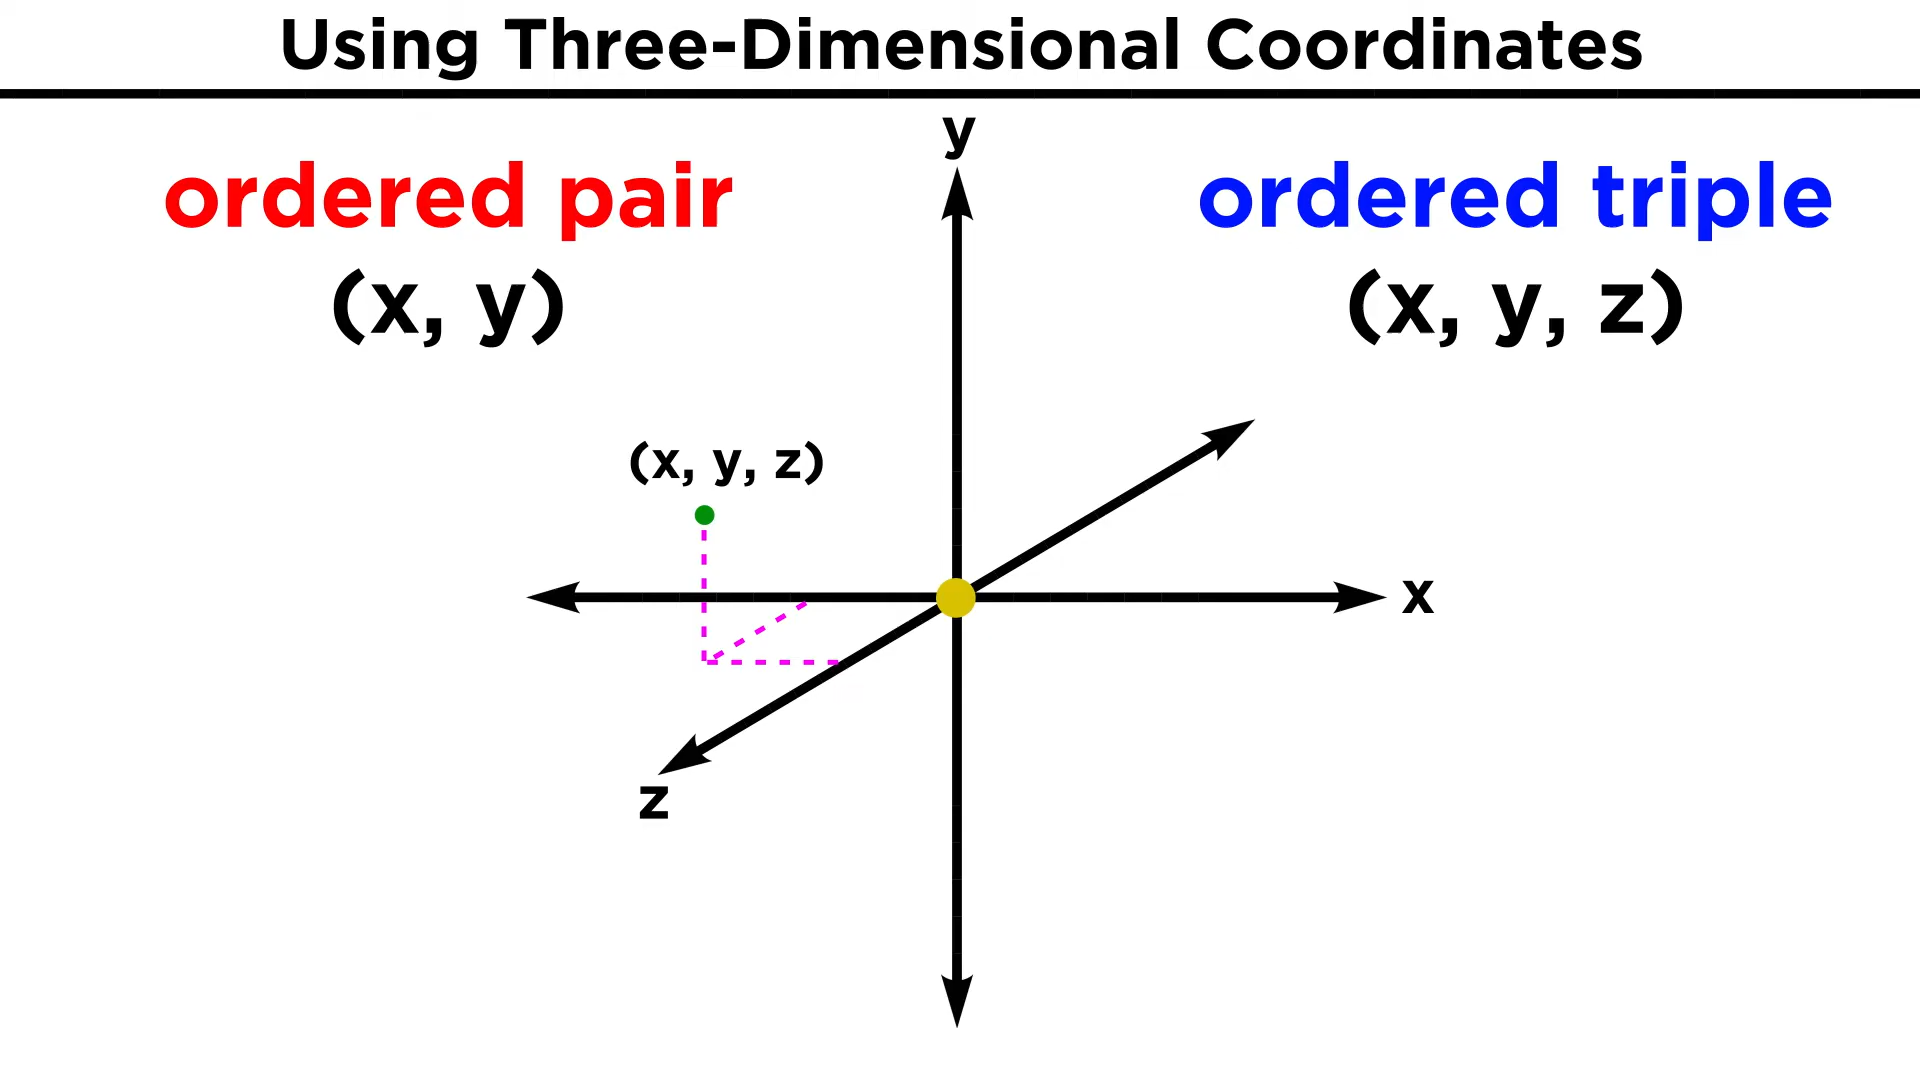 Using Three-Dimensional Coordinates
ordered pair
(x, y)
ordered triple
(x, y, z)
y
(x, y, z)
x
z